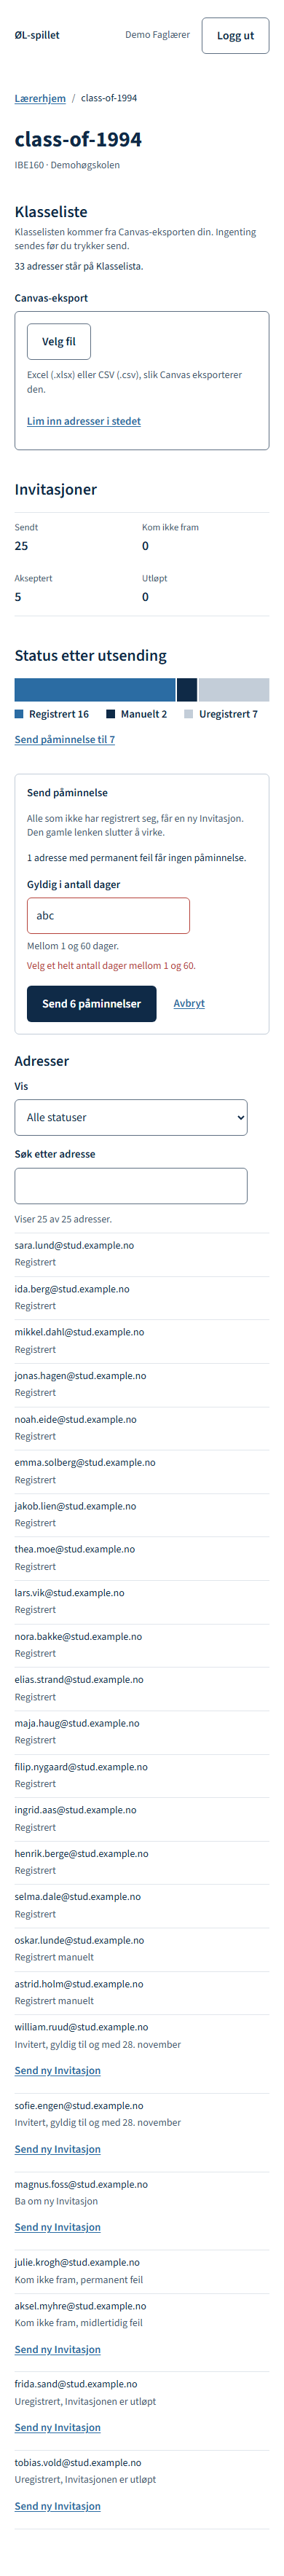 ØL-spillet
Demo Faglærer
Logg ut
Lærerhjem / class-of-1994
class-of-1994
IBE160 · Demohøgskolen
Klasseliste
Klasselisten kommer fra Canvas-eksporten din. Ingenting
sendes før du trykker send.
33 adresser står på Klasselista.
Canvas-eksport
Velg fil
Excel (.xlsx) eller CSV (.csv), slik Canvas eksporterer
den.
Lim inn adresser i stedet
Invitasjoner
Sendt
25
Kom ikke fram
0
Akseptert
5
Utløpt
0
Status etter utsending
Registrert 16 Manuelt 2 Uregistrert 7
Send påminnelse til 7
Send påminnelse
Alle som ikke har registrert seg, får en ny Invitasjon.
Den gamle lenken slutter å virke.
1 adresse med permanent feil får ingen påminnelse.
Gyldig i antall dager
abc
Mellom 1 og 60 dager.
Velg et helt antall dager mellom 1 og 60.
Send 6 påminnelser
Avbryt
Adresser
Vis
Alle statuser
Søk etter adresse
Viser 25 av 25 adresser.
sara.lund@stud.example.no
Registrert
ida.berg@stud.example.no
Registrert
mikkel.dahl@stud.example.no
Registrert
jonas.hagen@stud.example.no
Registrert
noah.eide@stud.example.no
Registrert
emma.solberg@stud.example.no
Registrert
jakob.lien@stud.example.no
Registrert
thea.moe@stud.example.no
Registrert
lars.vik@stud.example.no
Registrert
nora.bakke@stud.example.no
Registrert
elias.strand@stud.example.no
Registrert
maja.haug@stud.example.no
Registrert
filip.nygaard@stud.example.no
Registrert
ingrid.aas@stud.example.no
Registrert
henrik.berge@stud.example.no
Registrert
selma.dale@stud.example.no
Registrert
oskar.lunde@stud.example.no
Registrert manuelt
astrid.holm@stud.example.no
Registrert manuelt
william.ruud@stud.example.no
Invitert, gyldig til og med 28. november
Send ny Invitasjon
sofie.engen@stud.example.no
Invitert, gyldig til og med 28. november
Send ny Invitasjon
magnus.foss@stud.example.no
Ba om ny Invitasjon
Send ny Invitasjon
julie.krogh@stud.example.no
Kom ikke fram, permanent feil
aksel.myhre@stud.example.no
Kom ikke fram, midlertidig feil
Send ny Invitasjon
frida.sand@stud.example.no
Uregistrert, Invitasjonen er utløpt
Send ny Invitasjon
tobias.vold@stud.example.no
Uregistrert, Invitasjonen er utløpt
Send ny Invitasjon